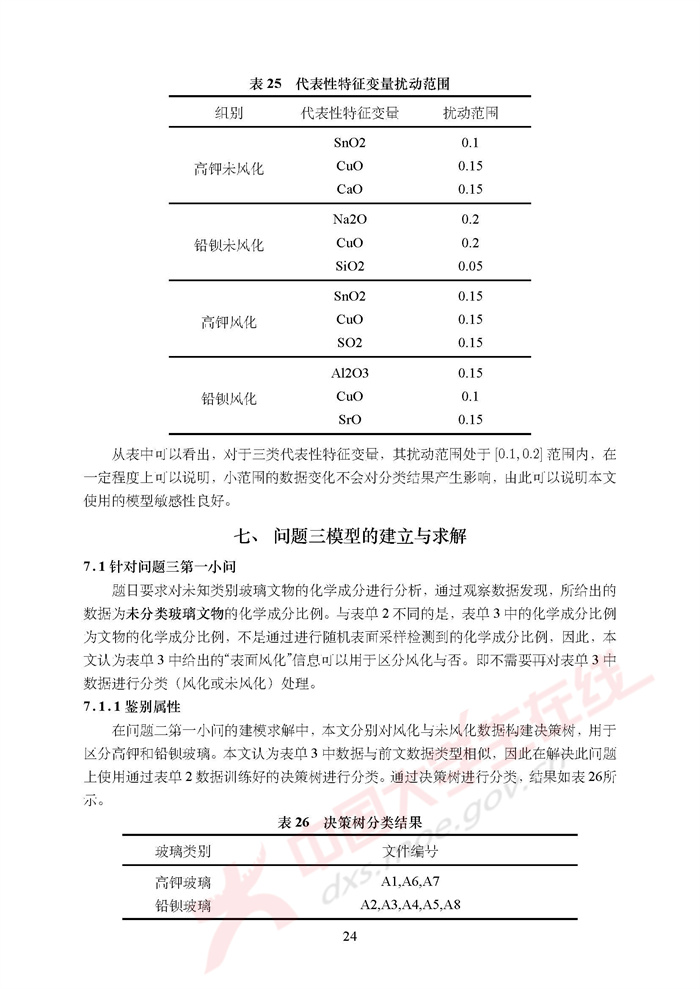 表 25 代表性特征变量扰动范围
组别 代表性特征变量 扰动范围
SnO2 0.1
高钾未风化 CuO 0.15
CaO 0.15
Na2O 0.2
铅钡未风化 CuO 0.2
SiO2 0.05
SnO2 0.15
高钾风化 CuO 0.15
SO2 0.15
Al2O3 0.15
铅钡风化 CuO 0.1
SrO 0.15
从表中可以看出，对于三类代表性特征变量，其扰动范围处于 [0.1, 0.2] 范围内，在
一定程度上可以说明，小范围的数据变化不会对分类结果产生影响，由此可以说明本文
使用的模型敏感性良好。
七、 问题三模型的建立与求解
7.1 针对问题三第一小问
题目要求对未知类别玻璃文物的化学成分进行分析，通过观察数据发现，所给出的
数据为未分类玻璃文物的化学成分比例。与表单 2 不同的是，表单 3 中的化学成分比例
为文物的化学成分比例，不是通过进行随机表面采样检测到的化学成分比例，因此，本
文认为表单 3 中给出的“表面风化”信息可以用于区分风化与否。即不需要再对表单 3 中
数据进行分类（风化或未风化）处理。
7.1.1 鉴别属性
在问题二第一小问的建模求解中，本文分别对风化与未风化数据构建决策树，用于
区分高钾和铅钡玻璃。本文认为表单 3 中数据与前文数据类型相似，因此在解决此问题
上使用通过表单 2 数据训练好的决策树进行分类。通过决策树进行分类，结果如表 26所
示。
表 26 决策树分类结果
玻璃类别 文件编号
高钾玻璃 A1,A6,A7
铅钡玻璃 A2,A3,A4,A5,A8
24
中国大学生在线
dxs.moe.gov.cn